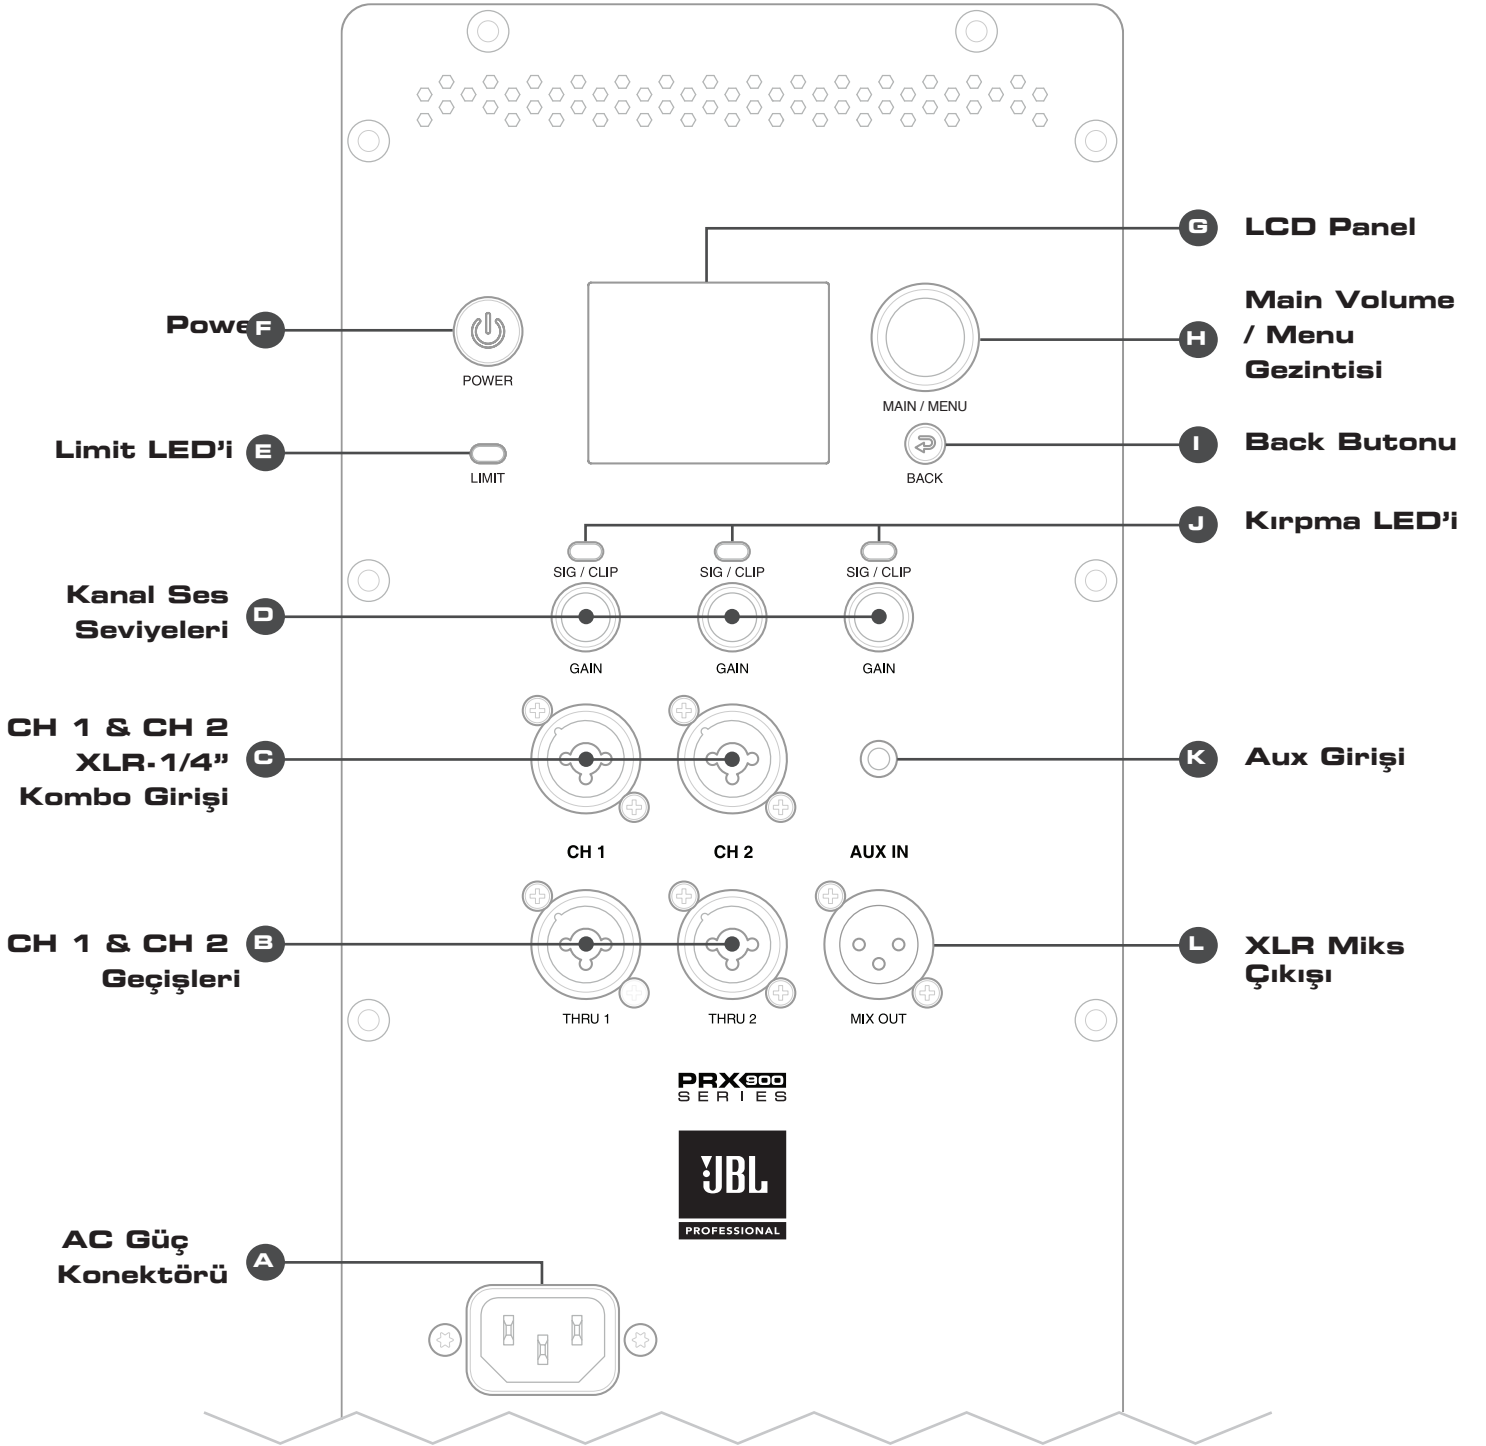 G LCD Panel
Main Volume
/ Menu
Gezintisi
H
Power
F
POWER
MAIN / MENU
Limit LED'i E
LIMIT
I Back Butonu
BACK
J Kırpma LED'i
SIG / CLIP SIG / CLIP SIG / CLIP
Kanal Ses
Seviyeleri
D
GAIN GAIN GAIN
CH 1 & CH 2
XLR-1/4”
Kombo Girişi
C
K Aux Girişi
CH 1 CH 2 AUX IN
CH 1 & CH 2
Geçişleri
B
L XLR Miks
Çıkışı
THRU 1 THRU 2 MIX OUT
PRX 900
SERIES
JBL
PROFESSIONAL
AC Güç
Konektörü
A